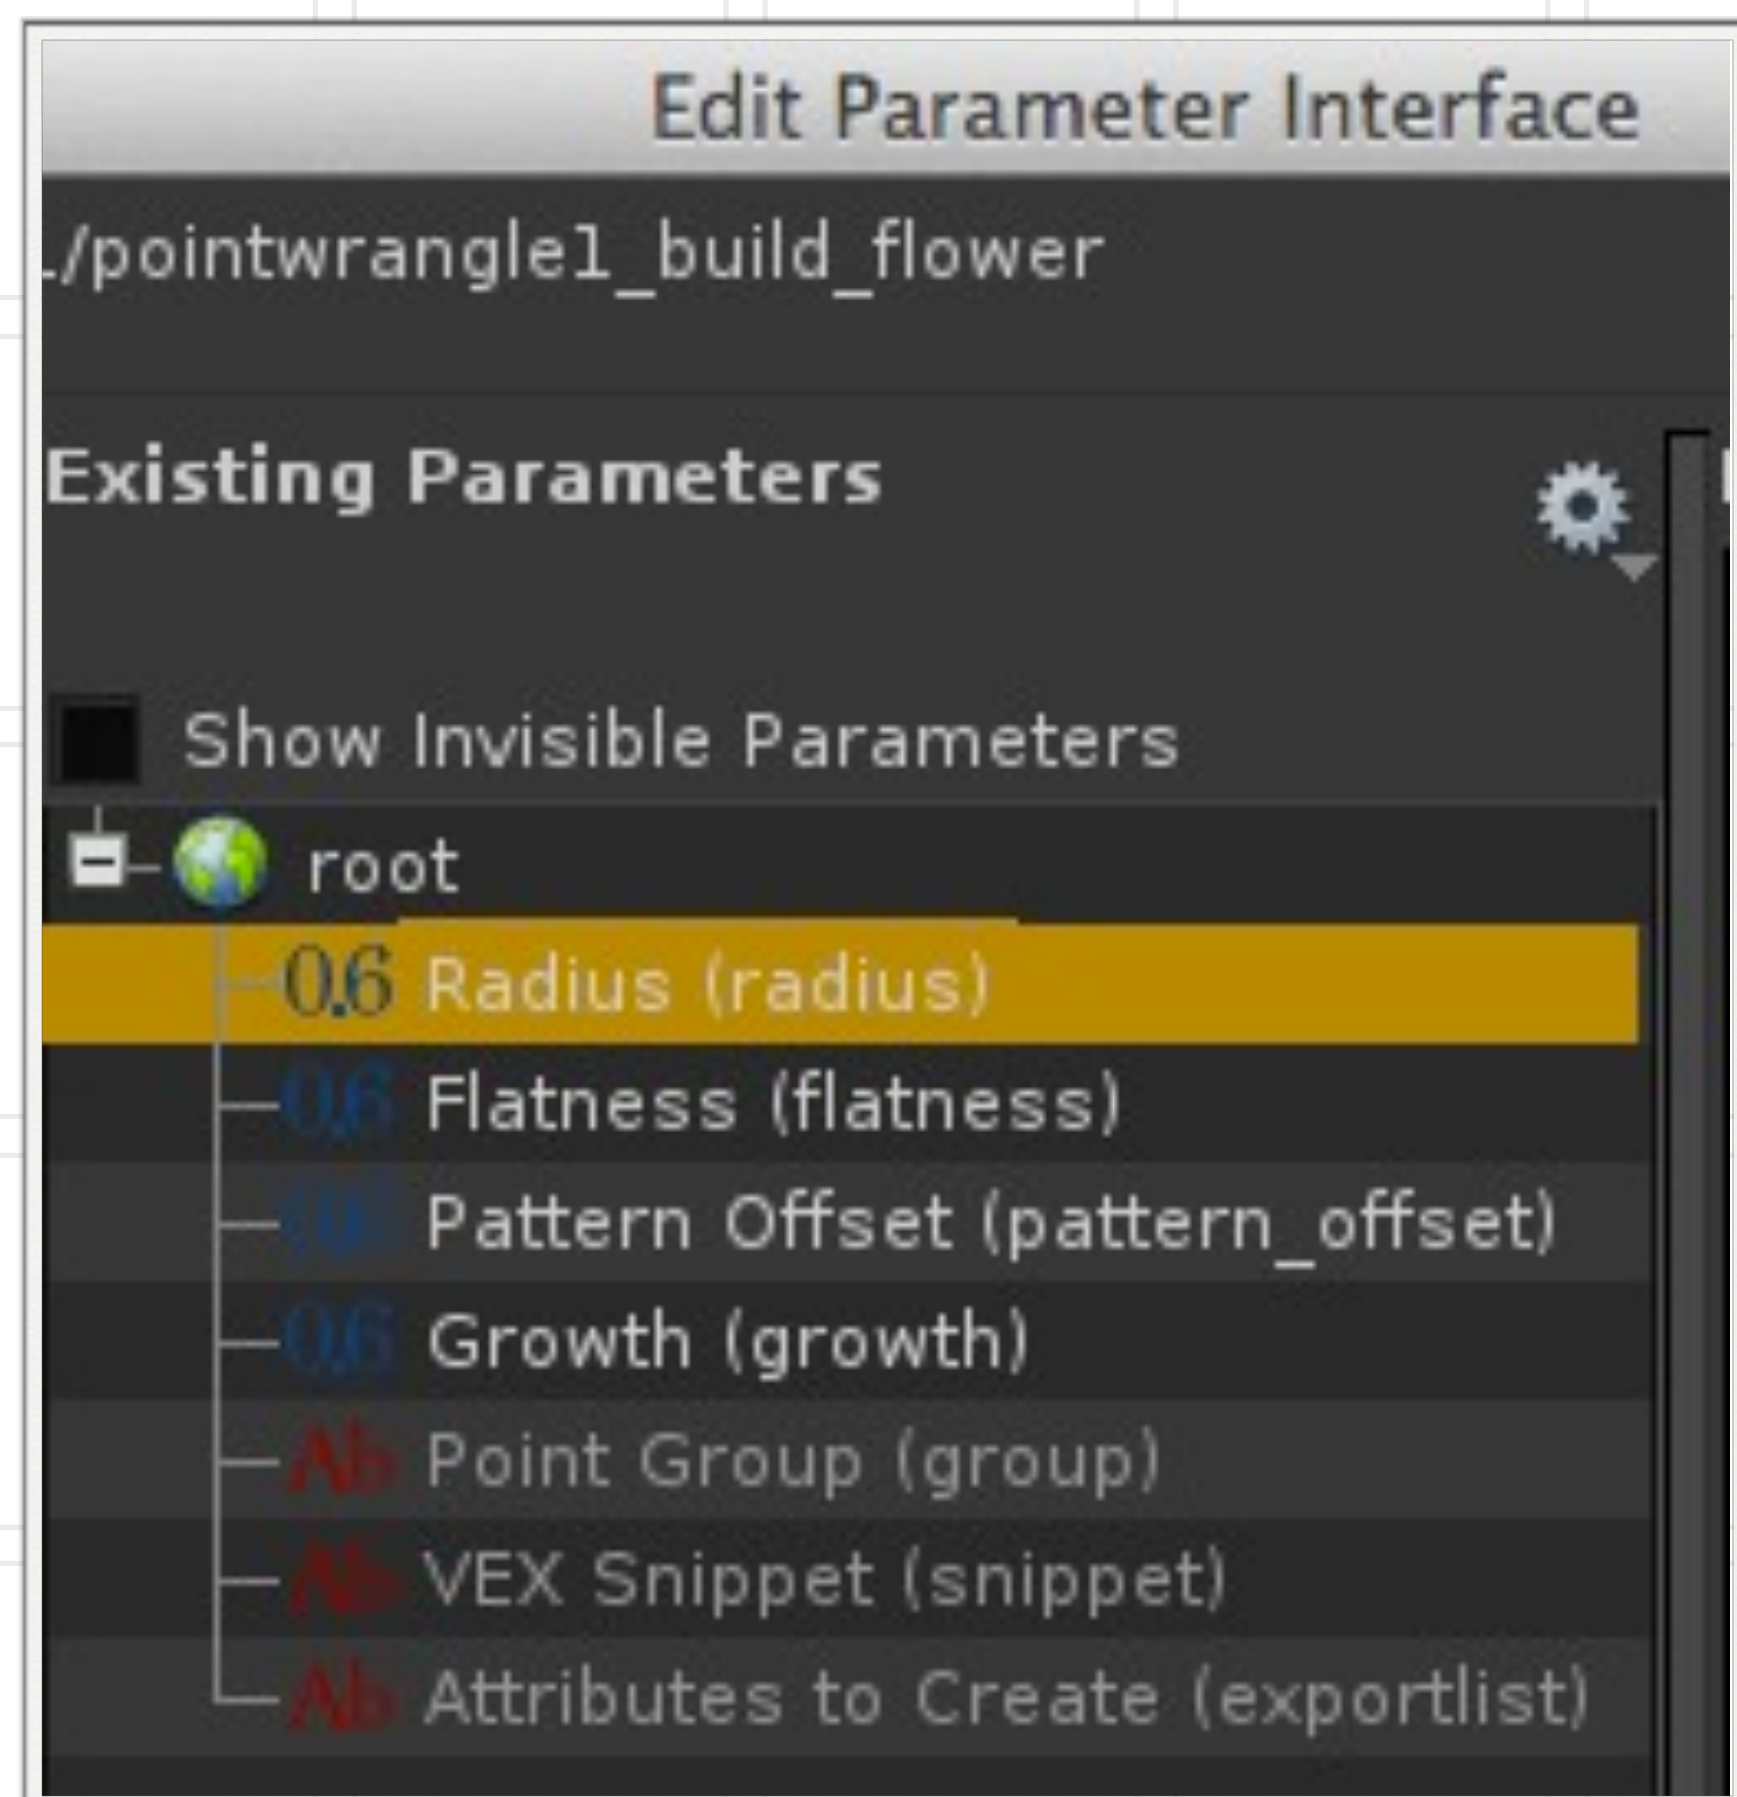 Edit Parameter Interface
./pointwrangle1_build_flower
Existing Parameters
Show Invisible Parameters
root
0.6 Radius (radius)
0.6 Flatness (flatness)
Pattern Offset (pattern_offset)
0.6 Growth (growth)
Ab Point Group (group)
Ab VEX Snippet (snippet)
Ab Attributes to Create (exportlist)